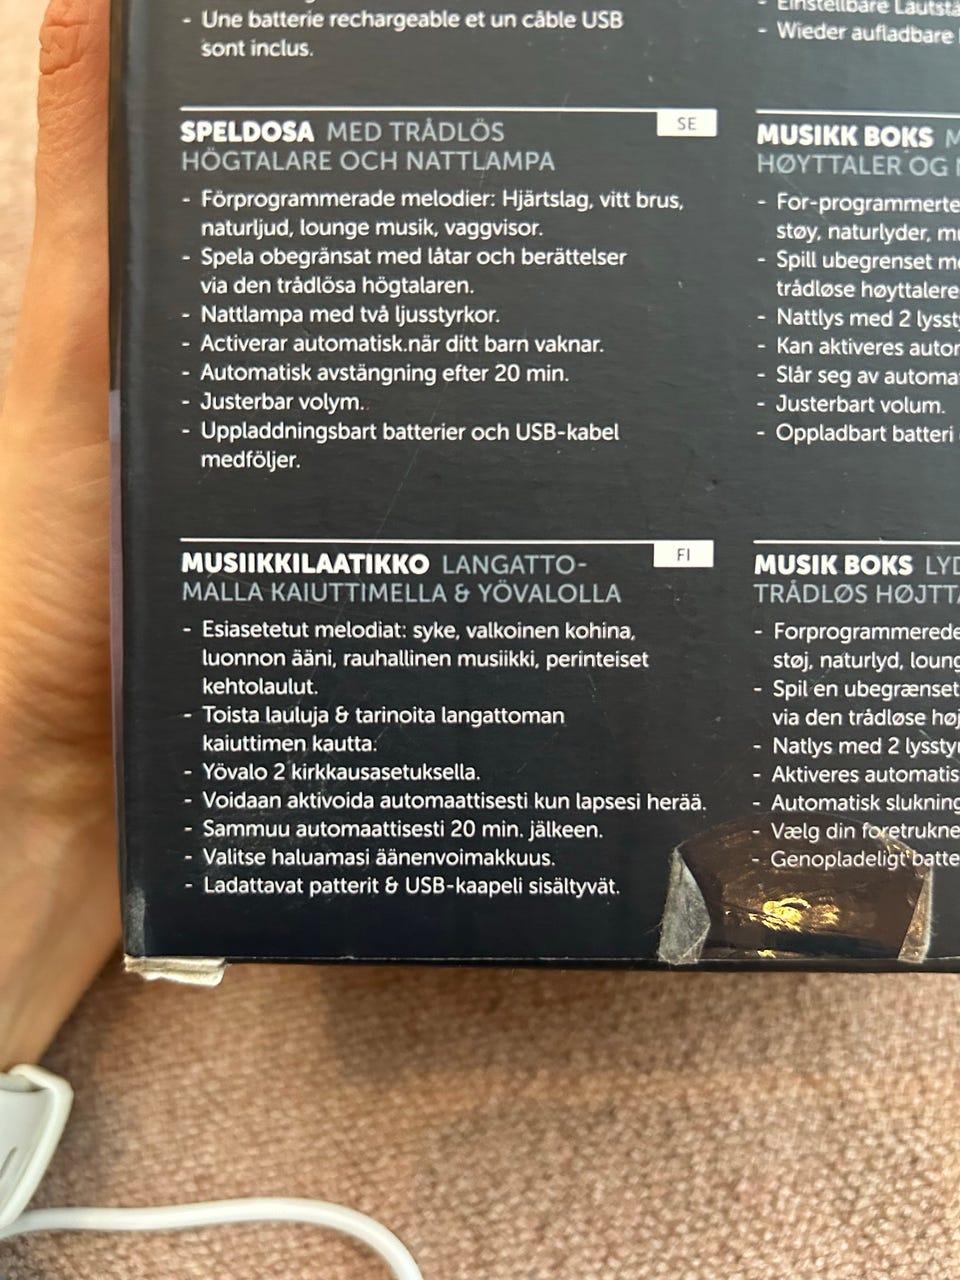 - Une batterie rechargeable et un câble USB
sont inclus.
- Einstellbare
- Wieder aufladbare
SE
SPELDOSA MED TRÅDLÖS
HÖGTALARE OCH NATTLAMPA
- Förprogrammerade melodier: Hjärtslag, vitt brus,
naturljud, lounge musik, vaggvisor.
- Spela obegränsat med låtar och berättelser
via den trådlösa högtalaren.
- Nattlampa med två ljusstyrkor.
- Activerar automatisk.när ditt barn vaknar.
- Automatisk avstängning efter 20 min.
- Justerbar volym..
- Uppladdningsbart batterier och USB-kabel
medföljer.
MUSIKK BOKS
HØYTTALER OG
- For-programmerte
støy, naturlyder,
- Spill ubegrenset
trådløse høyttalere
- Nattlys med 2
- Kan aktiveres
- Slår seg av
- Justerbart volum.
- Oppladbart batteri
FI
MUSIIKKILAATIKKO LANGATTO-
MALLA KAIUTTIMELLA & YÖVALOLLA
- Esiasetetut melodiat: syke, valkoinen kohina,
luonnon ääni, rauhallinen musiikki, perinteiset
kehtolaulut.
- Toista lauluja & tarinoita langattoman
kaiuttimen kautta.
- Yövalo 2 kirkkausasetuksella.
- Voidaan aktivoida automaattisesti kun lapsesi herää.
- Sammuu automaattisesti 20 min. jälkeen.
- Valitse haluamasi äänenvoimakkuus.
- Ladattavat patterit & USB-kaapeli sisältyvät.
MUSIK BOKS
TRÅDLØS
- Forprogrammerede
støj, naturlyd,
- Spil en ubegrænset
via den trådløse
- Natlys med 2
- Aktiveres
- Automatisk slukning
- Vælg din foretrukne
- Genopladeligt